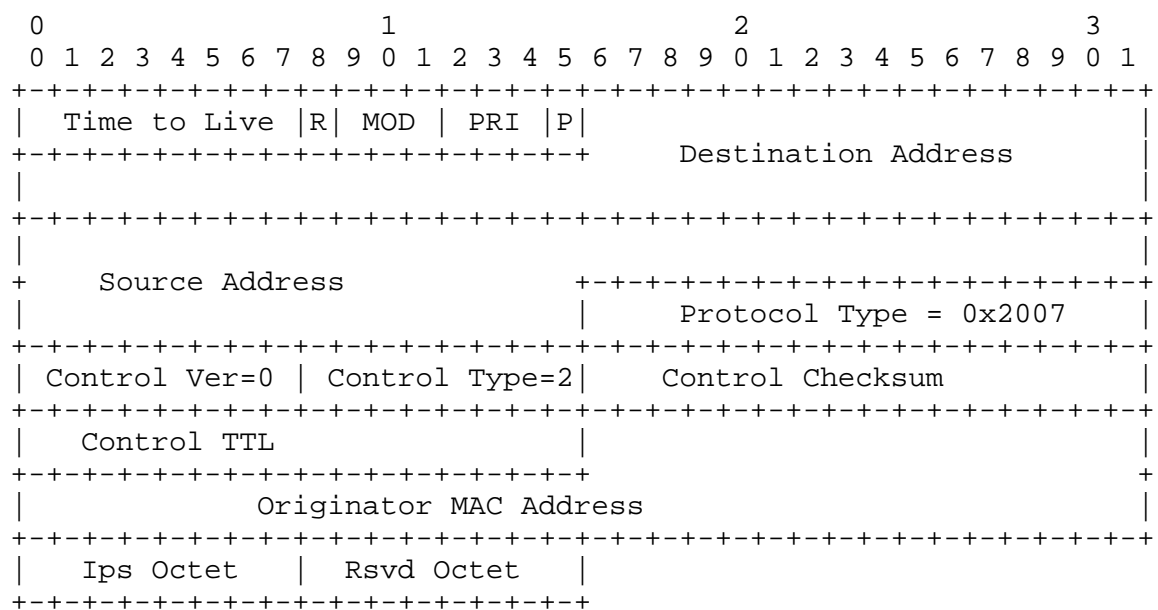 0                   1                   2                   3
 0 1 2 3 4 5 6 7 8 9 0 1 2 3 4 5 6 7 8 9 0 1 2 3 4 5 6 7 8 9 0 1
+-+-+-+-+-+-+-+-+-+-+-+-+-+-+-+-+-+-+-+-+-+-+-+-+-+-+-+-+-+-+-+-+
|  Time to Live |R| MOD | PRI |P|                               |
+-+-+-+-+-+-+-+-+-+-+-+-+-+-+-+-+     Destination Address       |
|                                                               |
+-+-+-+-+-+-+-+-+-+-+-+-+-+-+-+-+-+-+-+-+-+-+-+-+-+-+-+-+-+-+-+-+
|                                                               |
+    Source Address             +-+-+-+-+-+-+-+-+-+-+-+-+-+-+-+-+
|                               |     Protocol Type = 0x2007    |
+-+-+-+-+-+-+-+-+-+-+-+-+-+-+-+-+-+-+-+-+-+-+-+-+-+-+-+-+-+-+-+-+
| Control Ver=0 | Control Type=2|    Control Checksum           |
+-+-+-+-+-+-+-+-+-+-+-+-+-+-+-+-+-+-+-+-+-+-+-+-+-+-+-+-+-+-+-+-+
|   Control TTL                 |                               |
+-+-+-+-+-+-+-+-+-+-+-+-+-+-+-+-+                               +
|             Originator MAC Address                            |
+-+-+-+-+-+-+-+-+-+-+-+-+-+-+-+-+-+-+-+-+-+-+-+-+-+-+-+-+-+-+-+-+
|   Ips Octet   |  Rsvd Octet   |
+-+-+-+-+-+-+-+-+-+-+-+-+-+-+-+-+